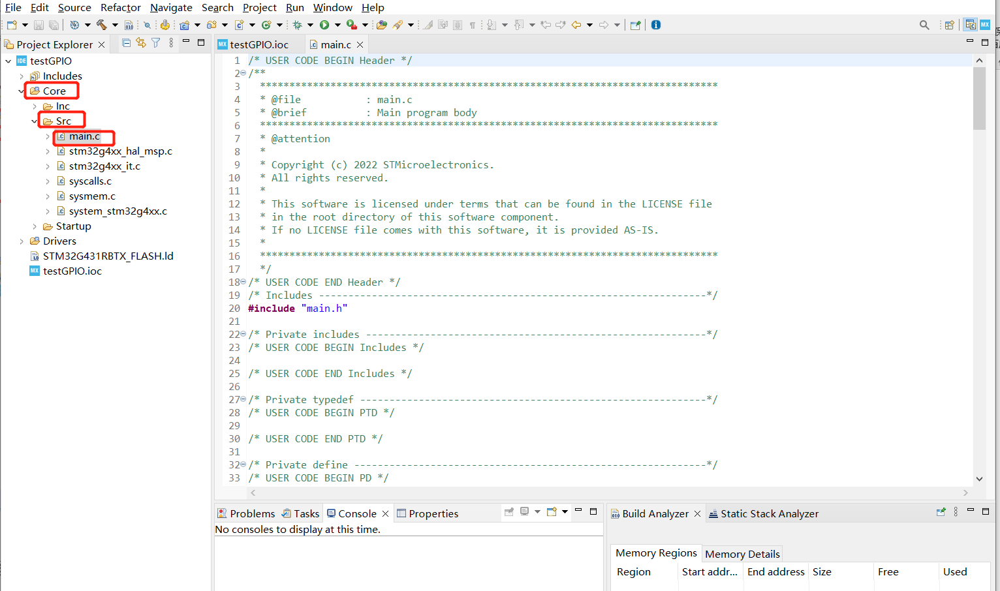 File Edit Source Refactor Navigate Search Project Run Window Help
Project Explorer
testGPIO
Includes
Core
Inc
Src
main.c
stm32g4xx_hal_msp.c
stm32g4xx_it.c
syscalls.c
sysmem.c
system_stm32g4xx.c
Startup
Drivers
STM32G431RBTX_FLASH.ld
testGPIO.ioc
testGPIO.ioc main.c
1 /* USER CODE BEGIN Header */
2 /**
3 ******************************************************************************
4 * @file : main.c
5 * @brief : Main program body
6 ******************************************************************************
7 * @attention
8 *
9 * Copyright (c) 2022 STMicroelectronics.
10 * All rights reserved.
11 *
12 * This software is licensed under terms that can be found in the LICENSE file
13 * in the root directory of this software component.
14 * If no LICENSE file comes with this software, it is provided AS-IS.
15 *
16 ******************************************************************************
17 */
18 /* USER CODE END Header */
19 /* Includes ------------------------------------------------------------------*/
20 #include "main.h"
21
22 /* Private includes ----------------------------------------------------------*/
23 /* USER CODE BEGIN Includes */
24
25 /* USER CODE END Includes */
26
27 /* Private typedef -----------------------------------------------------------*/
28 /* USER CODE BEGIN PTD */
29
30 /* USER CODE END PTD */
31
32 /* Private define ------------------------------------------------------------*/
33 /* USER CODE BEGIN PD */
Problems Tasks Console Properties
No consoles to display at this time.
Build Analyzer Static Stack Analyzer
Memory Regions Memory Details
Region Start addr... End address Size Free Used